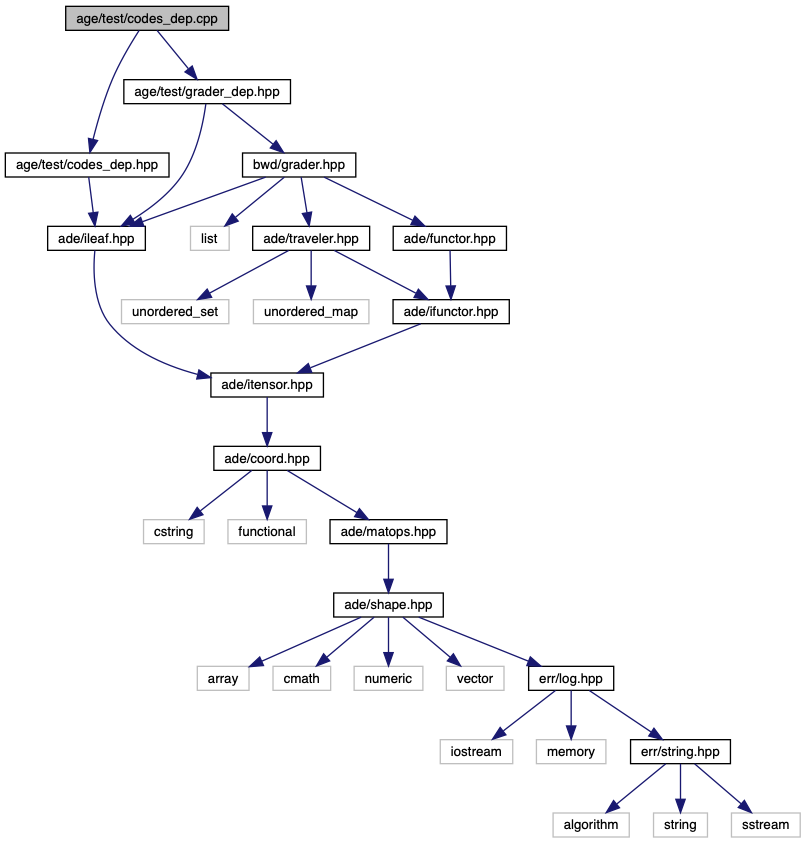 age/test/codes_dep.cpp
age/test/grader_dep.hpp
age/test/codes_dep.hpp
bwd/grader.hpp
ade/ileaf.hpp
list
ade/traveler.hpp
ade/functor.hpp
unordered_set
unordered_map
ade/ifunctor.hpp
ade/itensor.hpp
ade/coord.hpp
cstring
functional
ade/matops.hpp
ade/shape.hpp
array
cmath
numeric
vector
err/log.hpp
iostream
memory
err/string.hpp
algorithm
string
sstream